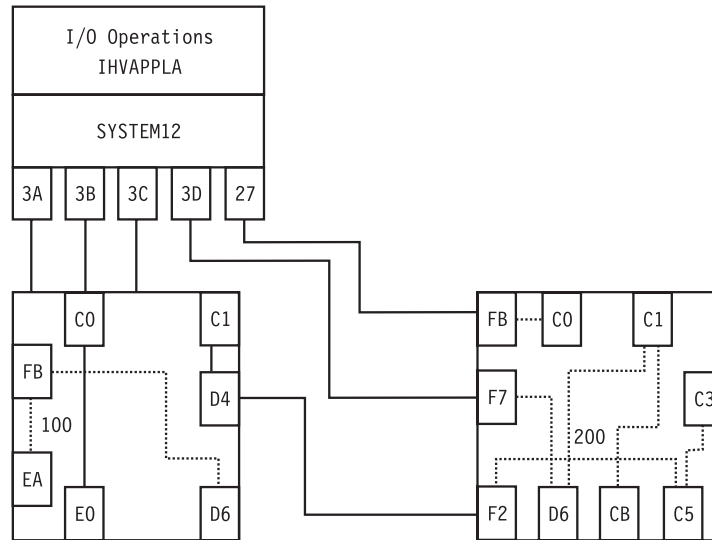 I/O Operations
IHVAPPLA
SYSTEM12
3A 3B 3C 3D 27
C0 C1 FB C0 C1
FB D4 F7 C3
100 200
EA E0 D6 F2 D6 CB C5